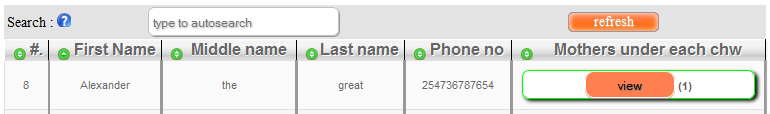 Search : ? type to autosearch refresh
#. First Name Middle name Last name Phone no Mothers under each chw
8 Alexander the great 254736787654 view (1)